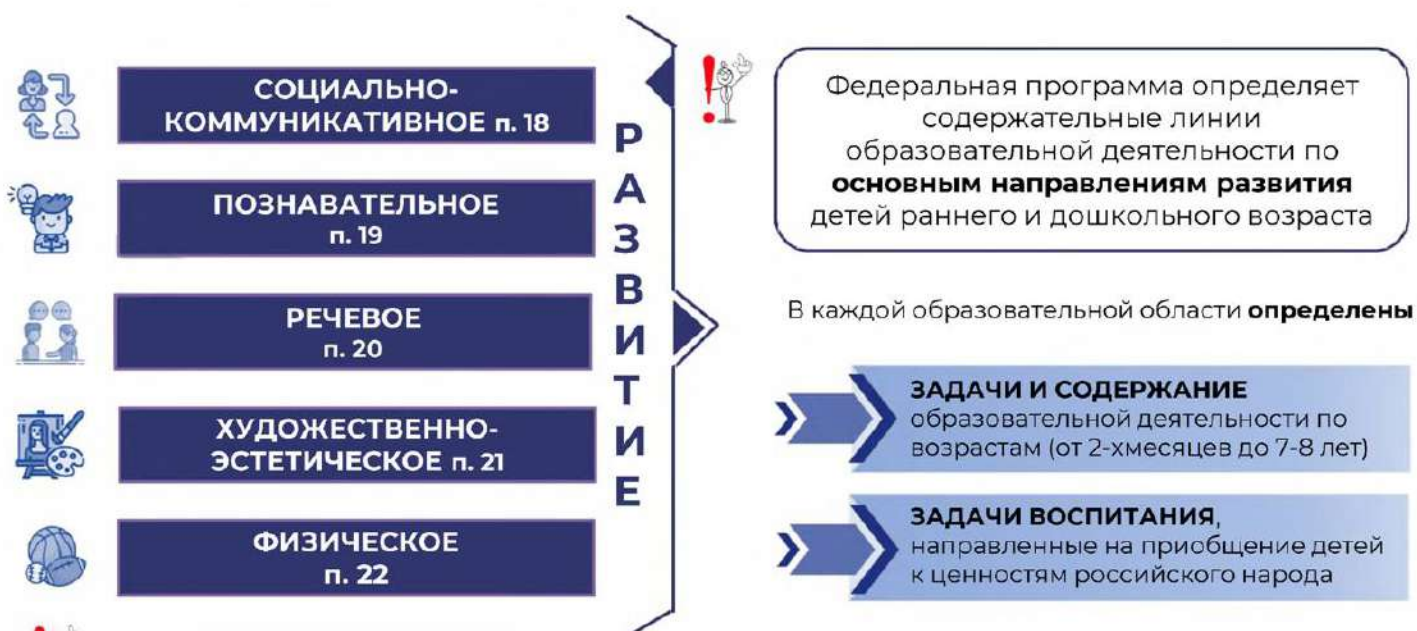 СОЦИАЛЬНО-
КОММУНИКАТИВНОЕ п. 18
ПОЗНАВАТЕЛЬНОЕ
п. 19
РЕЧЕВОЕ
п. 20
ХУДОЖЕСТВЕННО-
ЭСТЕТИЧЕСКОЕ п. 21
ФИЗИЧЕСКОЕ
п. 22
РАЗВИТИЕ
Федеральная программа определяет
содержательные линии
образовательной деятельности по
основным направлениям развития
детей раннего и дошкольного возраста
В каждой образовательной области определены
ЗАДАЧИ И СОДЕРЖАНИЕ
образовательной деятельности по
возрастам (от 2-хмесяцев до 7-8 лет)
ЗАДАЧИ ВОСПИТАНИЯ,
направленные на приобщение детей
к ценностям российского народа